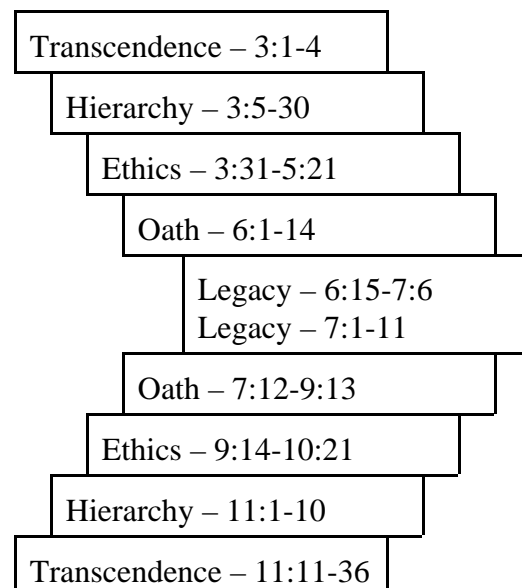 Transcendence – 3:1-4
Hierarchy – 3:5-30
Ethics – 3:31-5:21
Oath – 6:1-14
Legacy – 6:15-7:6
Legacy – 7:1-11
Oath – 7:12-9:13
Ethics – 9:14-10:21
Hierarchy – 11:1-10
Transcendence – 11:11-36